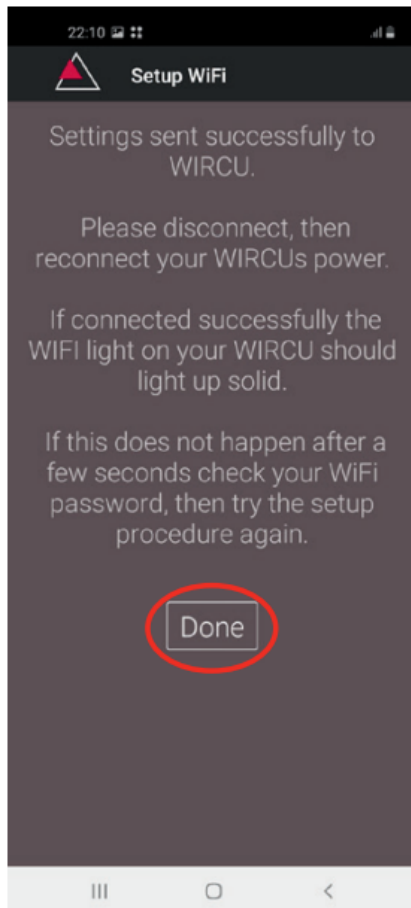 22:10
Setup WiFi
Settings sent successfully to
WIRCU.
Please disconnect, then
reconnect your WIRCUs power.
If connected successfully the
WIFI light on your WIRCU should
light up solid.
If this does not happen after a
few seconds check your WiFi
password, then try the setup
procedure again.
Done